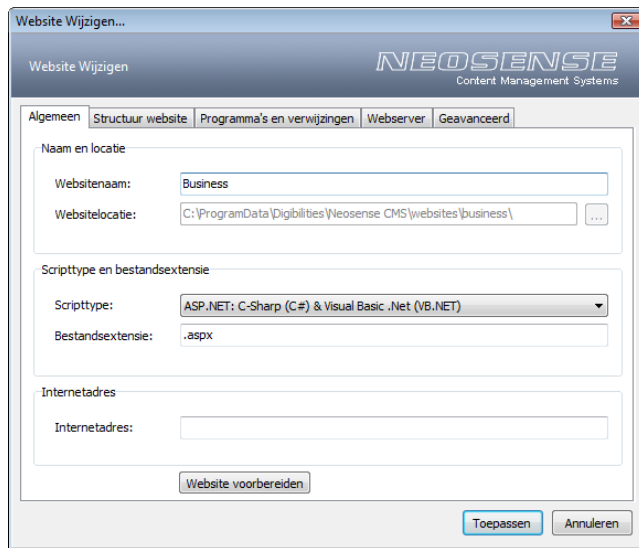 Website Wijzigen...
NEOSENSE
Website Wijzigen
Content Management Systems
Algemeen Structuur website Programma's en verwijzingen Webserver Geavanceerd
Naam en locatie
Websitenaam: Business
Websitelocatie: C:\ProgramData\Digibilities\Neosense CMS\websites\business\ ...
Scripttype en bestandsextensie
Scripttype: ASP.NET: C-Sharp (C#) & Visual Basic .Net (VB.NET)
Bestandsextensie: .aspx
Internetadres
Internetadres:
Website voorbereiden
Toepassen Annuleren